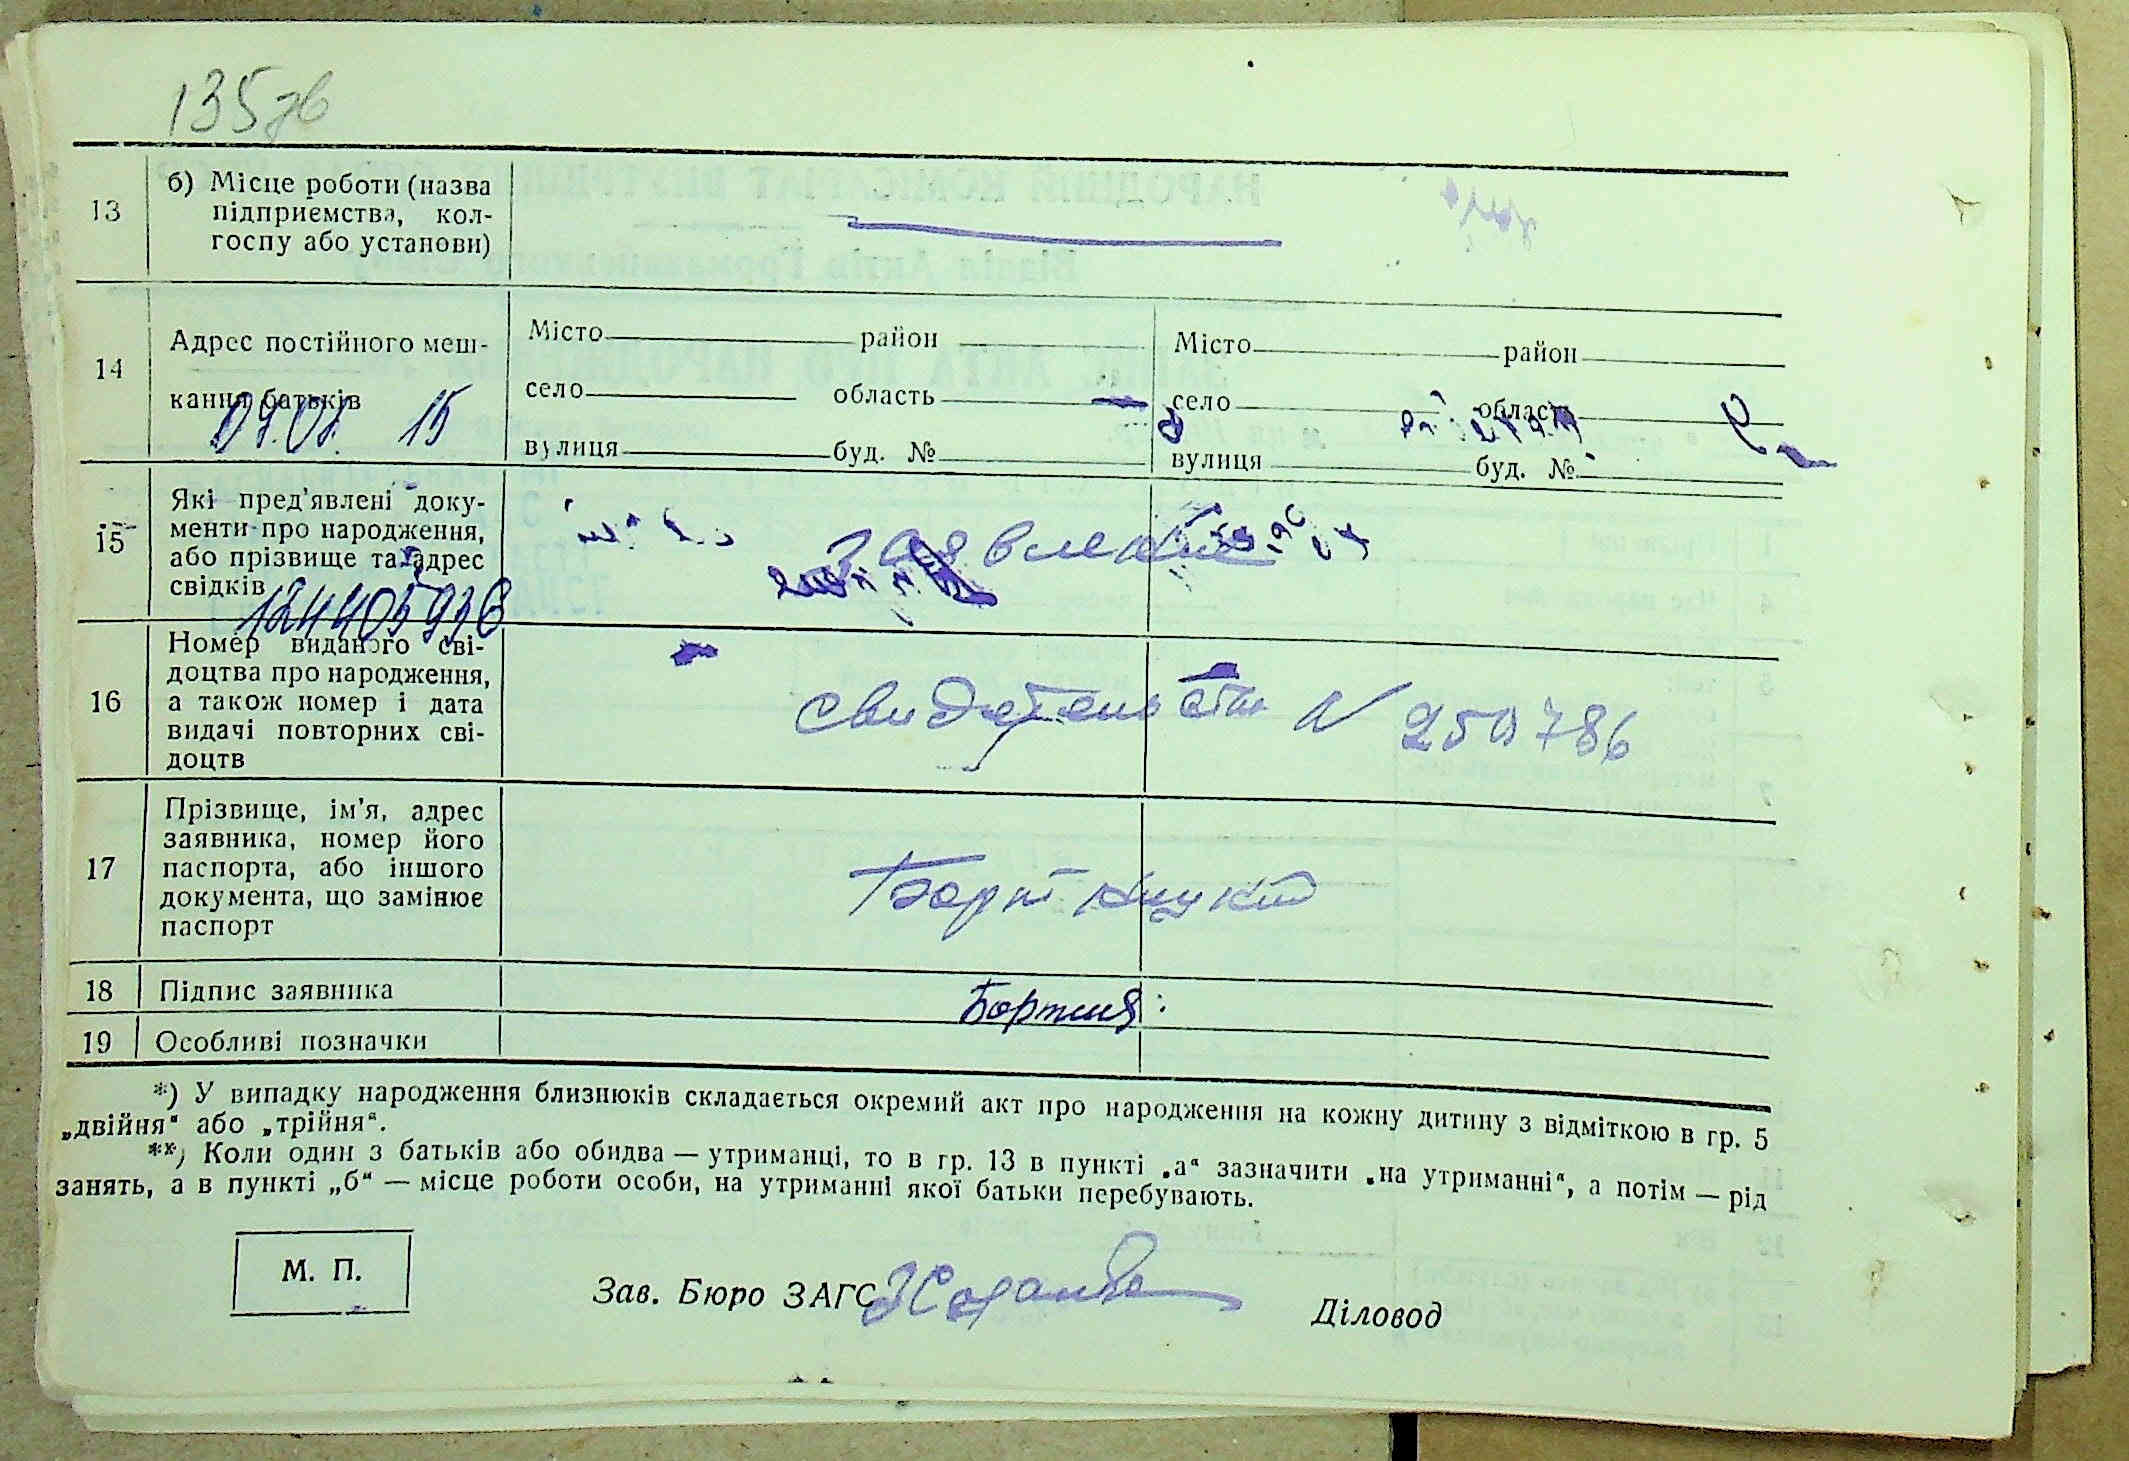 135 зв
13
б) Місце роботи (назва
підприємства, кол-
госпу або установи)
14
Адрес постійного меш-
кання батьків
Місто район
село область
вулиця буд. №
Місто район
село область
вулиця буд. №
15
15
Які пред'явлені доку-
менти про народження,
або прізвище та адрес
свідків
заявление
16
Номер виданого сві-
доцтва про народження,
а також номер і дата
видачі повторних сві-
доцтв
свидетельство N 259786
17
Прізвище, ім'я, адрес
заявника, номер його
паспорта, або іншого
документа, що замінює
паспорт
18
Підпис заявника
19
Особливі позначки
*) У випадку народження близнюків складається окремий акт про народження на кожну дитину з відміткою в гр. 5
„двійня“ або „трійня“.
**) Коли один з батьків або обидва — утриманці, то в гр. 13 в пункті „а“ зазначити „на утриманні“, а потім — рід
занять, а в пункті „б“ — місце роботи особи, на утриманні якої батьки перебувають.
М. П.
Зав. Бюро ЗАГС
Діловод